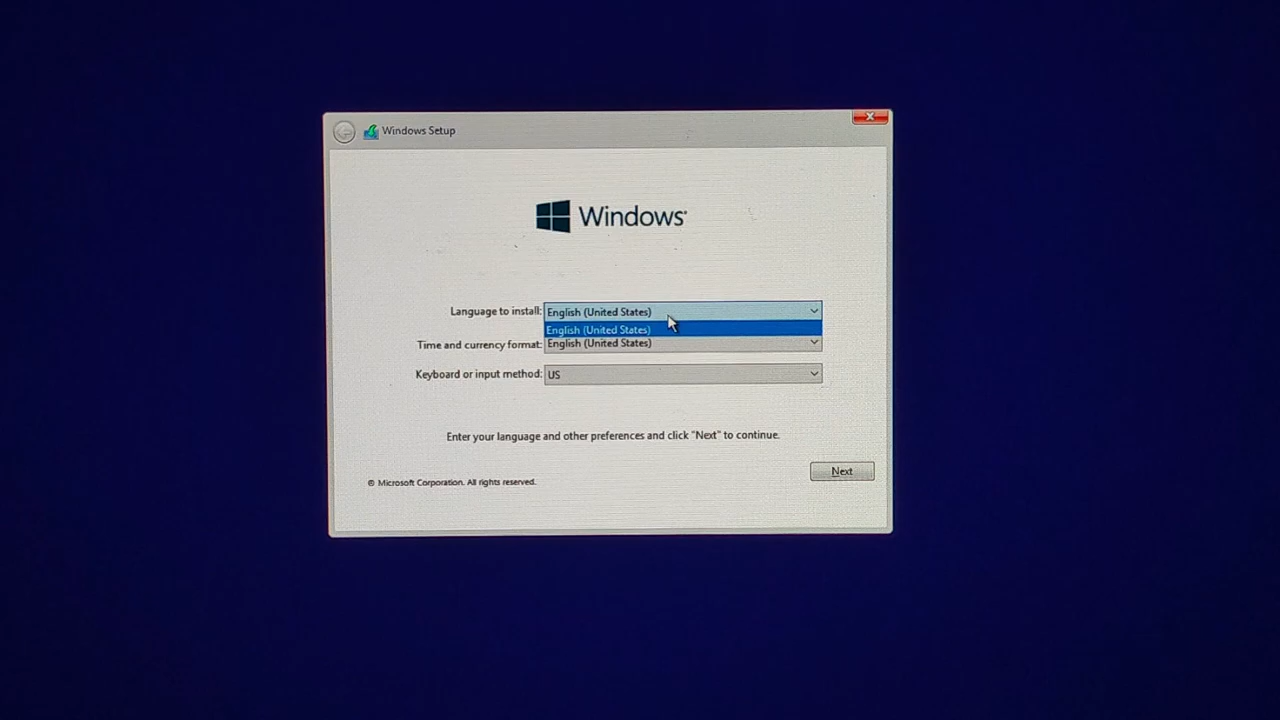 Windows Setup
Windows
Language to install: English (United States)
English (United States)
Time and currency format: English (United States)
Keyboard or input method: US
Enter your language and other preferences and click "Next" to continue.
Next
© Microsoft Corporation. All rights reserved.